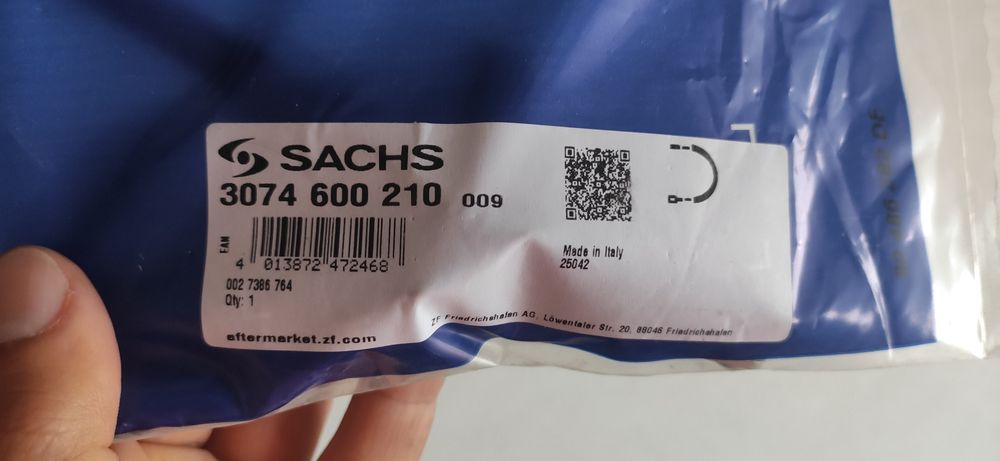 SACHS
3074 600 210 009
EAN
4 013872 472468
002 7386 764
Qty: 1
aftermarket.zf.com
Made in Italy
25042
ZF Friedrichshafen AG, Löwentaler Str. 20, 88046 Friedrichshafen